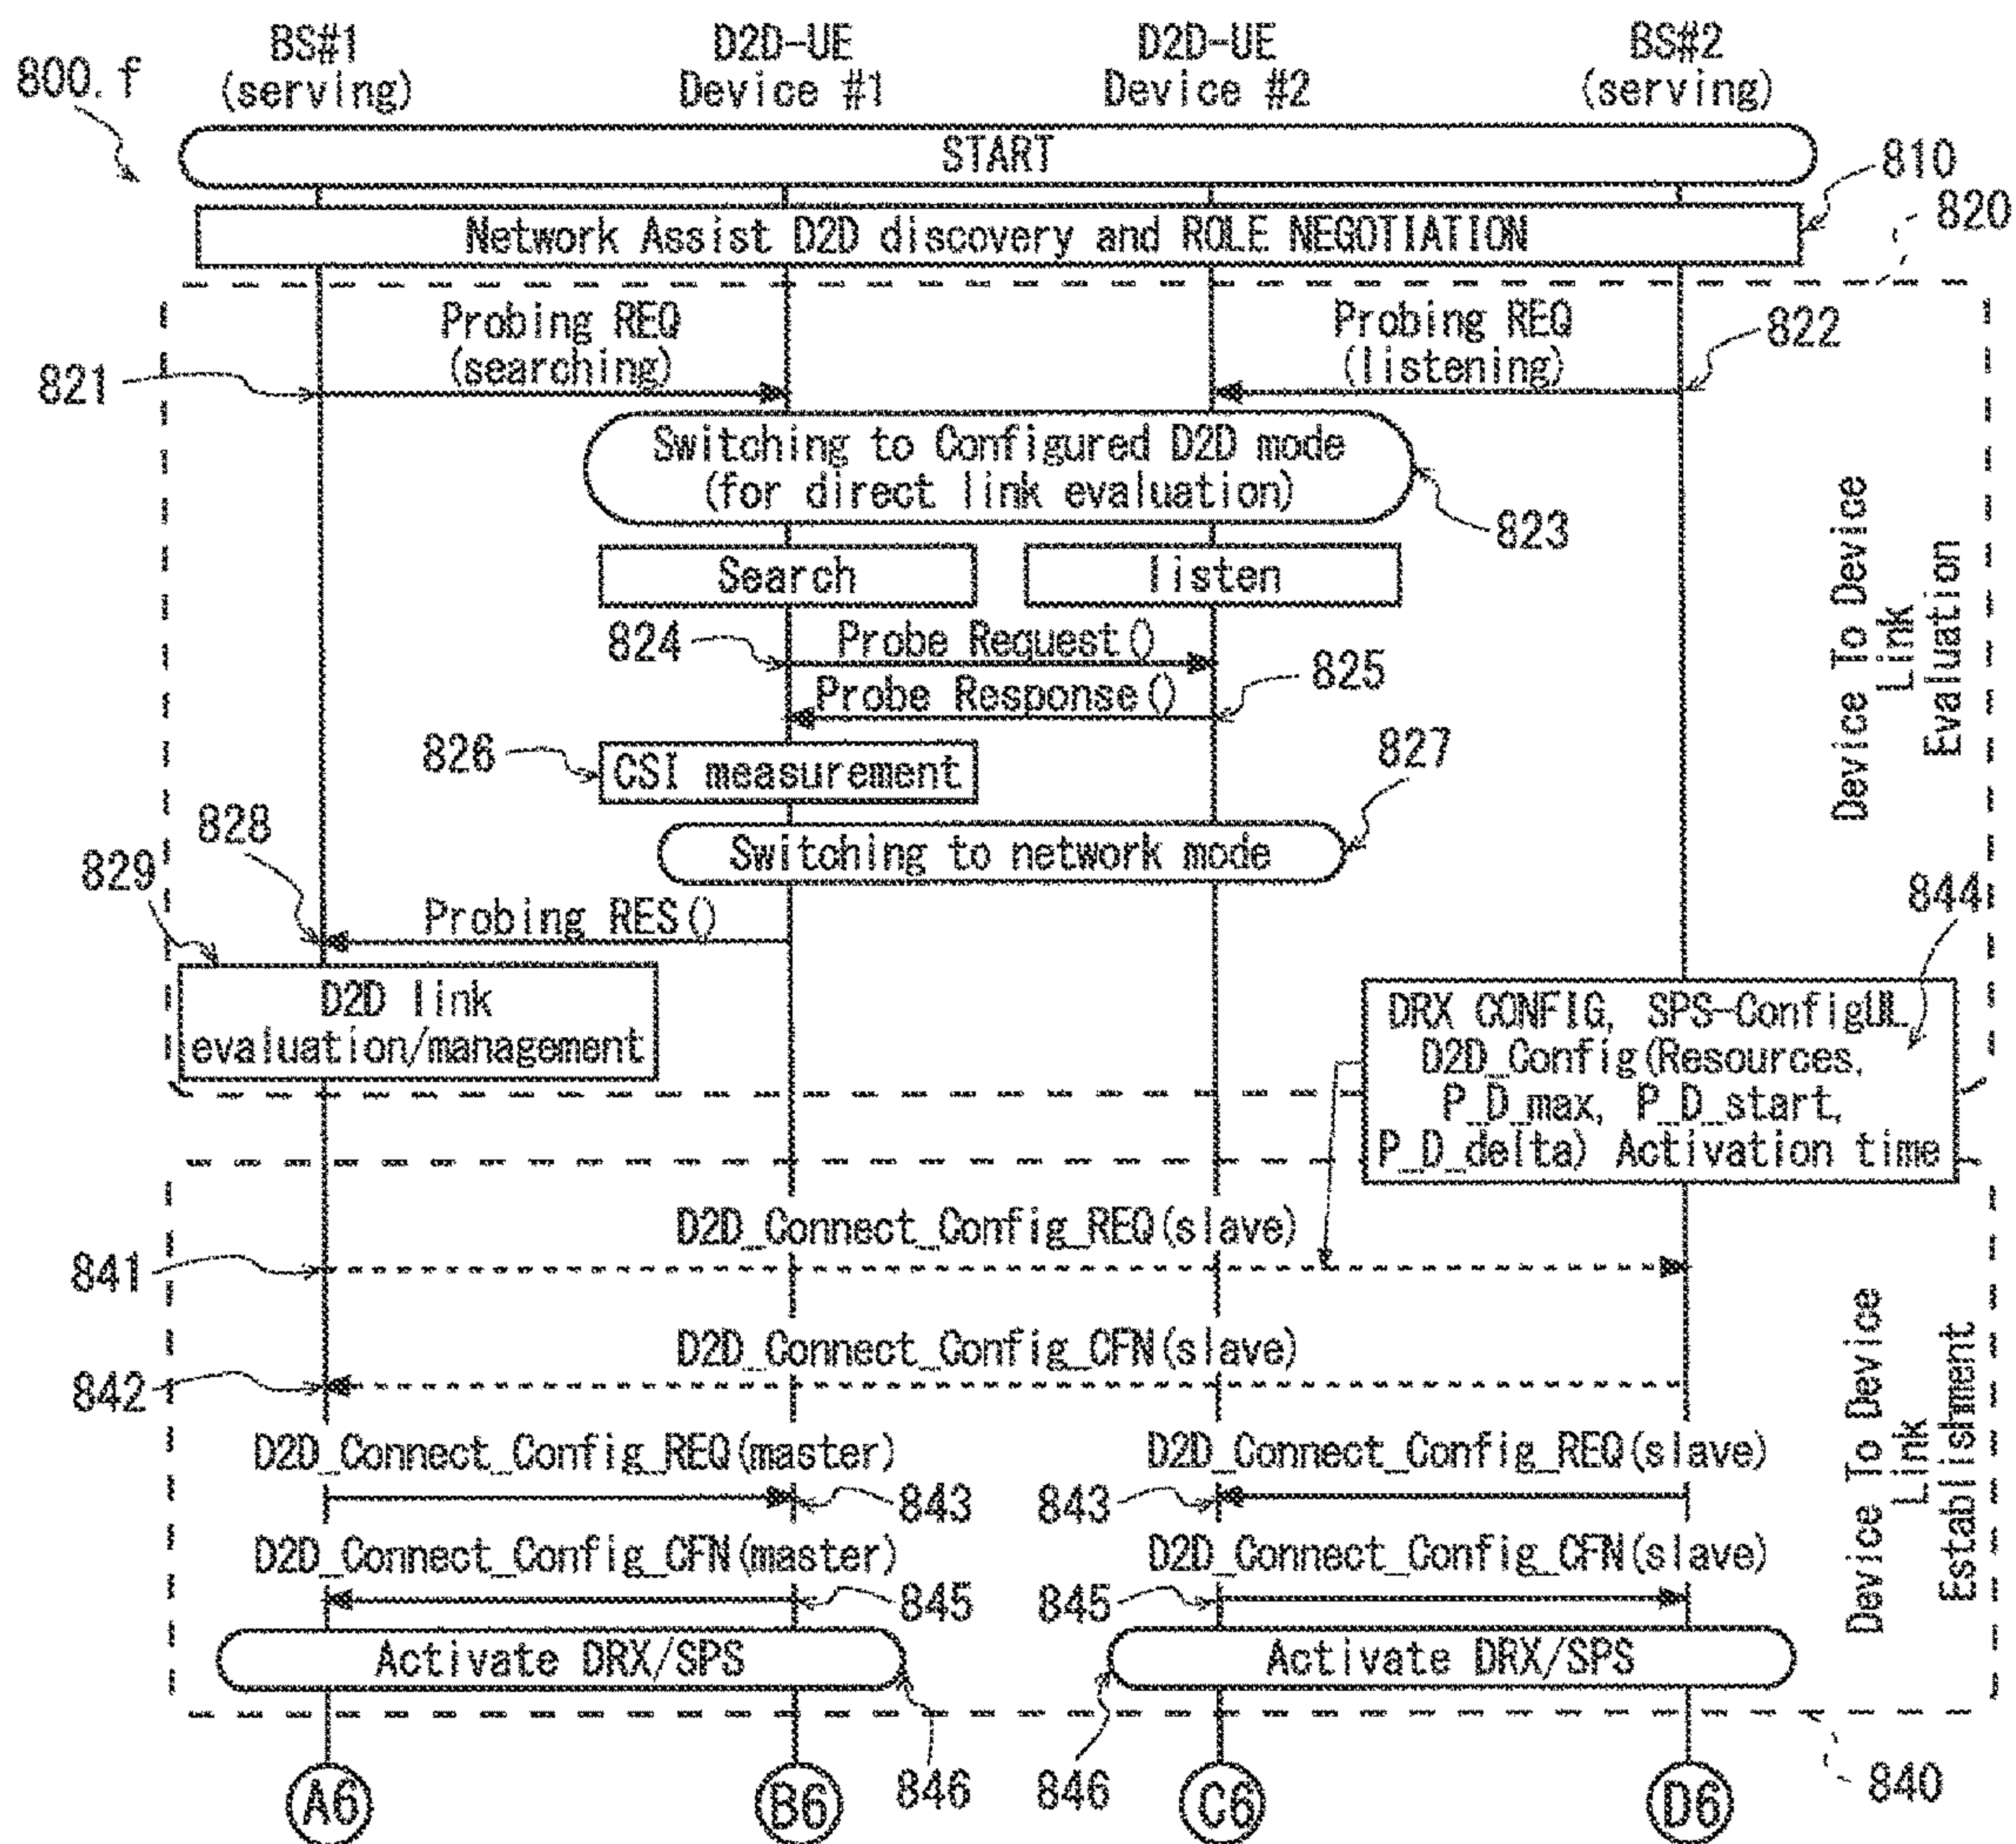 800.f
BS#1
(serving)
D2D-UE
Device #1
D2D-UE
Device #2
BS#2
(serving)
START
810
820
Network Assist D2D discovery and ROLE NEGOTIATION
Probing REQ
(searching)
Probing REQ
(listening)
821
822
Switching to Configured D2D mode
(for direct link evaluation)
823
Search
listen
824
Probe Request()
Probe Response()
825
826
CSI measurement
827
Switching to network mode
828
829
Probing RES()
D2D link
evaluation/management
844
DRX CONFIG, SPS-ConfigUL
D2D_Config(Resources,
P_D_max, P_D_start,
P_D_delta) Activation time
Device To Device
Link
Evaluation
D2D_Connect_Config_REQ(slave)
841
D2D_Connect_Config_CFN(slave)
842
D2D_Connect_Config_REQ(master)
D2D_Connect_Config_REQ(slave)
843
843
D2D_Connect_Config_CFN(master)
D2D_Connect_Config_CFN(slave)
845
845
Activate DRX/SPS
Activate DRX/SPS
Device To Device
Link
Establishment
846
846
840
A6
B6
C6
D6